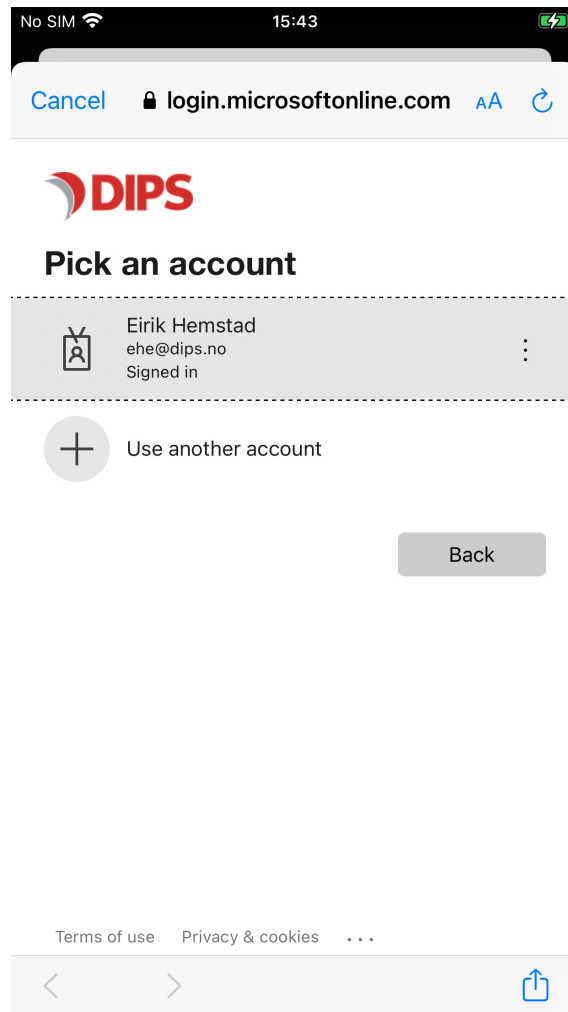 No SIM
15:43
Cancel
login.microsoftonline.com
AA
DIPS
Pick an account
Eirik Hemstad
ehe@dips.no
Signed in
Use another account
Back
Terms of use
Privacy & cookies
...